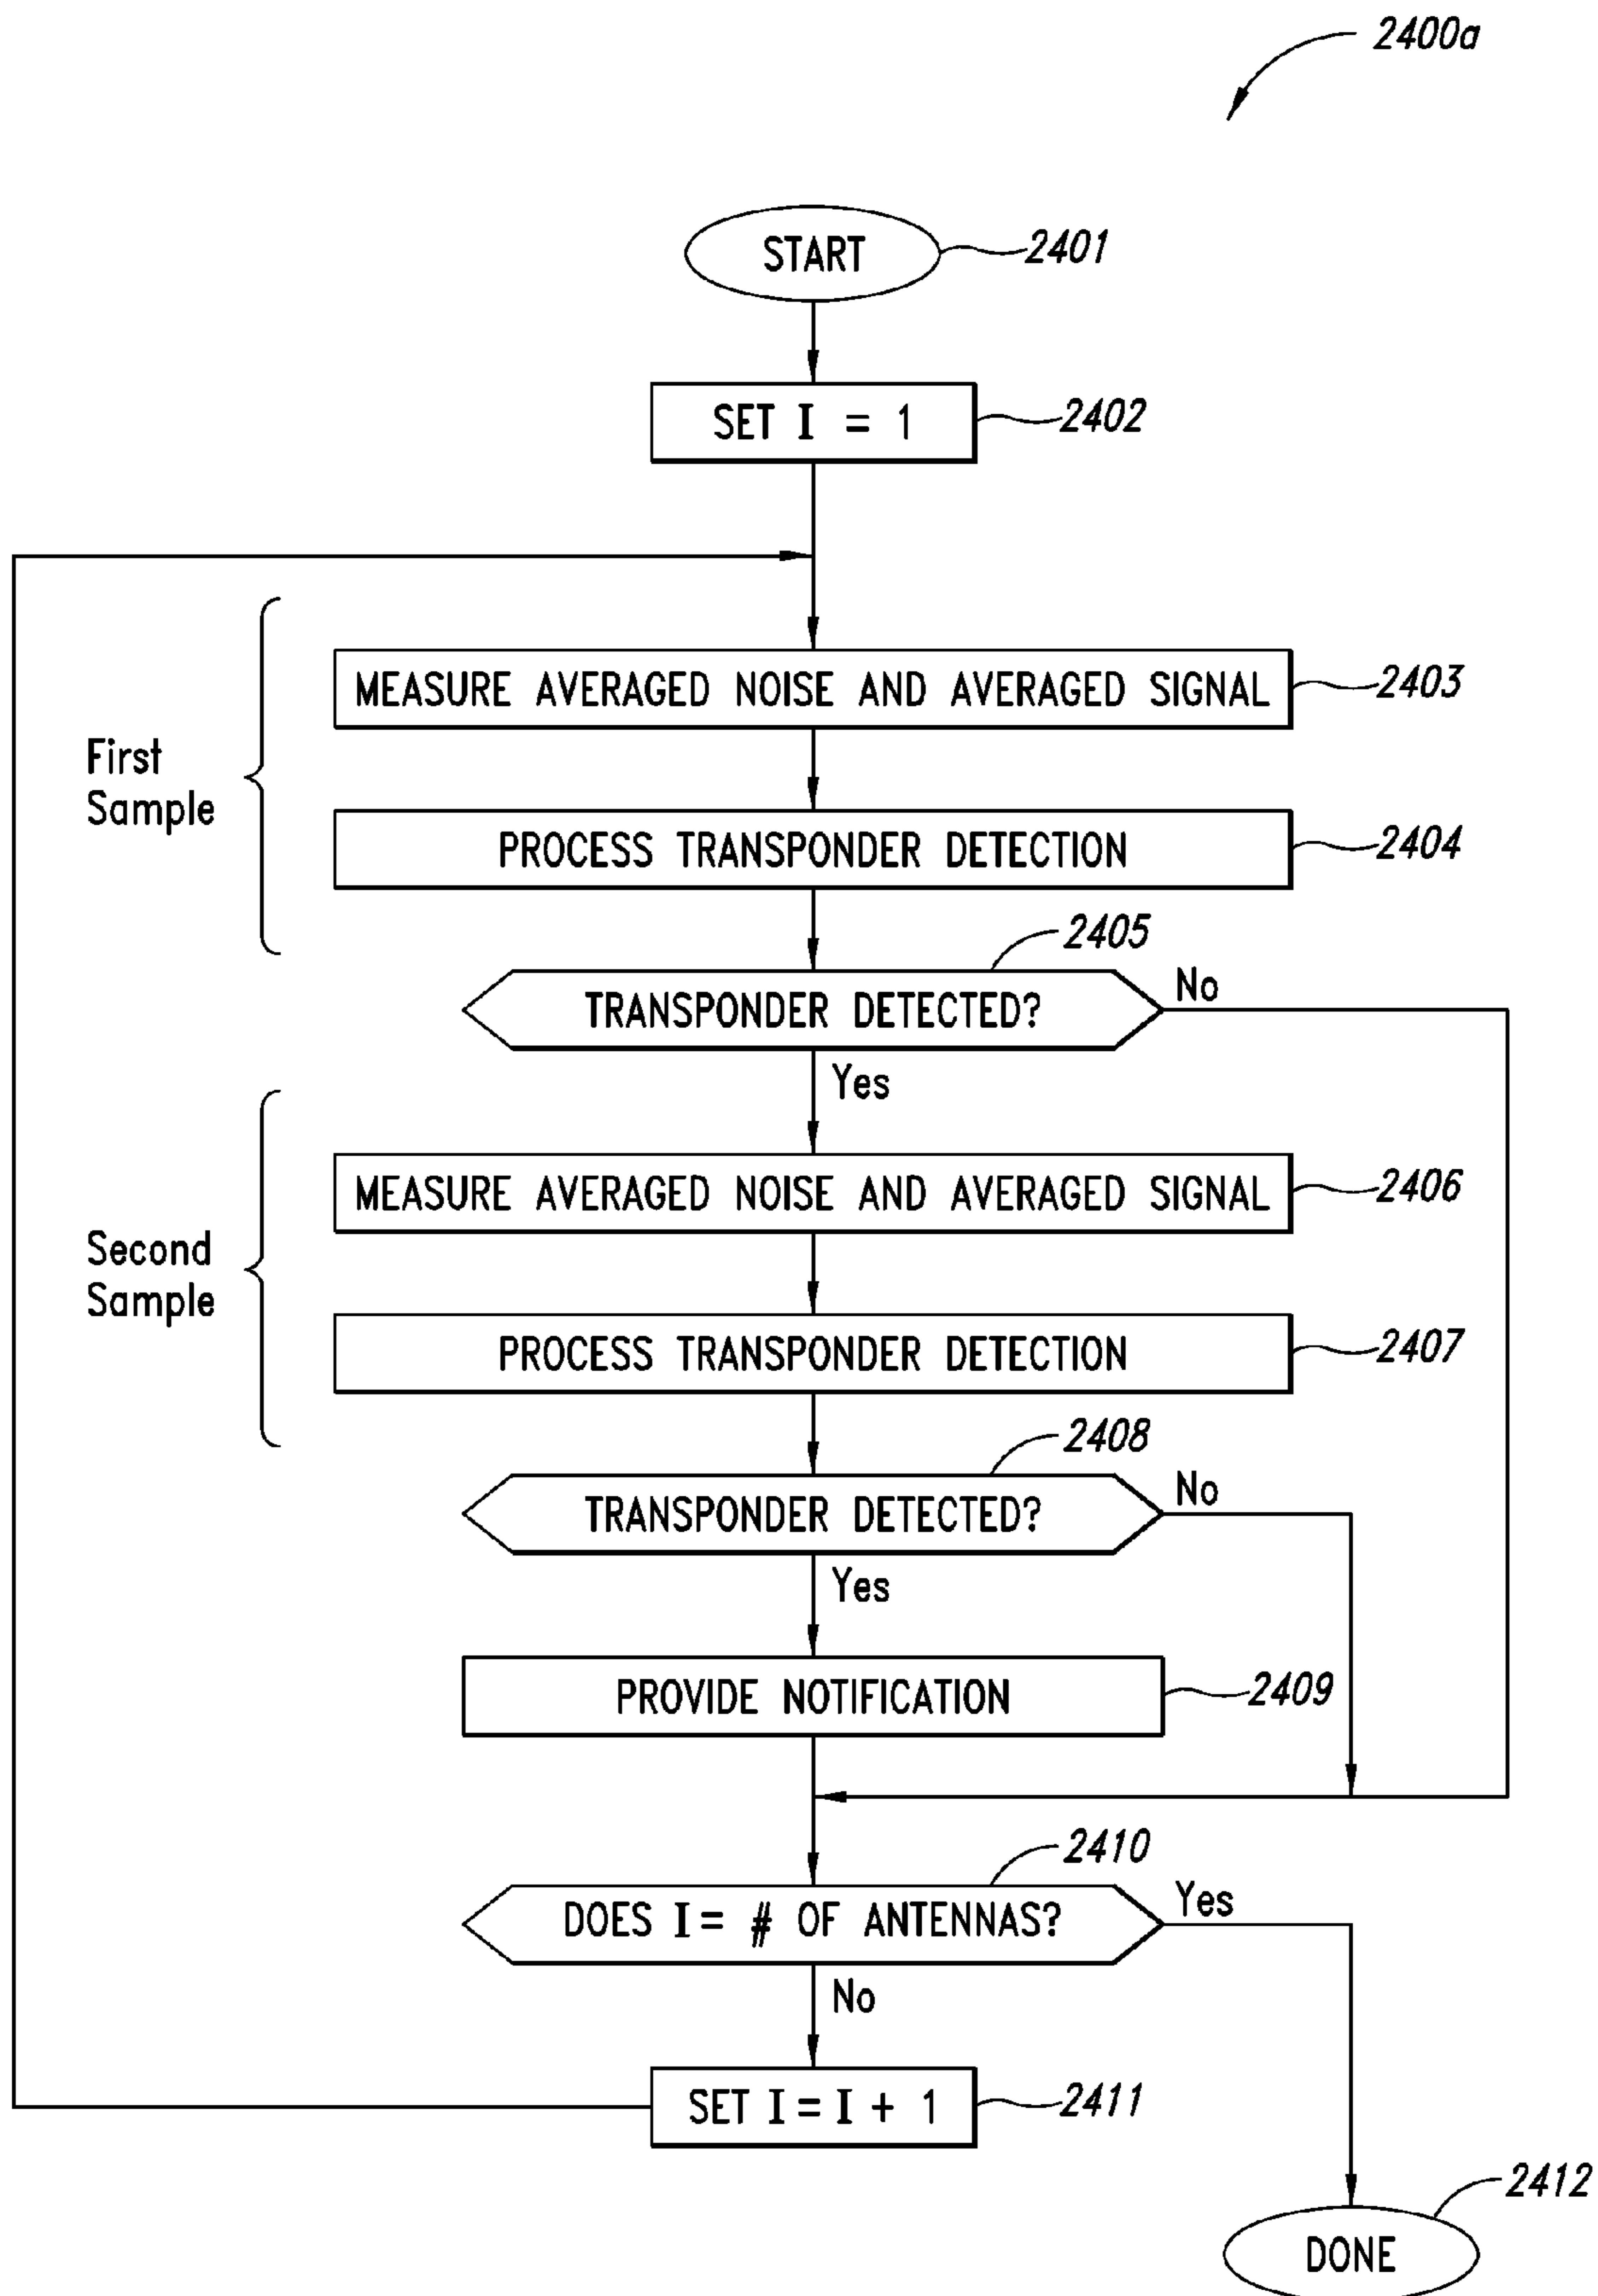 2400a
START
2401
SET I = 1
2402
First
Sample
MEASURE AVERAGED NOISE AND AVERAGED SIGNAL
2403
PROCESS TRANSPONDER DETECTION
2404
2405
TRANSPONDER DETECTED?
No
Yes
Second
Sample
MEASURE AVERAGED NOISE AND AVERAGED SIGNAL
2406
PROCESS TRANSPONDER DETECTION
2407
2408
TRANSPONDER DETECTED?
No
Yes
PROVIDE NOTIFICATION
2409
2410
DOES I = # OF ANTENNAS?
Yes
No
SET I = I + 1
2411
2412
DONE